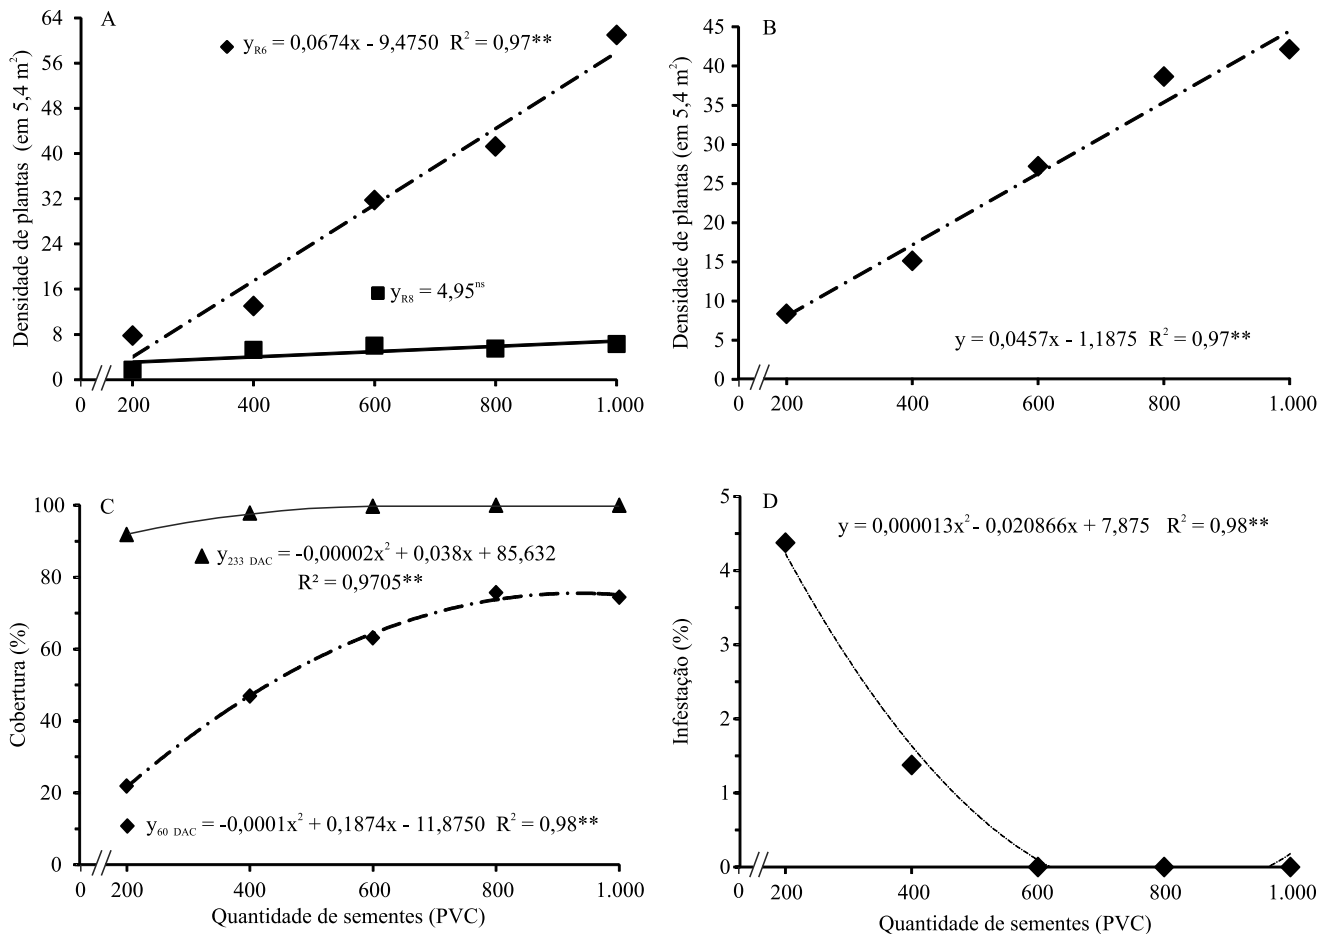 A
y_R6 = 0,0674x - 9,4750 R² = 0,97**
y_R8 = 4,95^ns
Densidade de plantas (em 5,4 m²)
64
56
48
40
32
24
16
8
0
0 200 400 600 800 1.000
B
y = 0,0457x - 1,1875 R² = 0,97**
Densidade de plantas (em 5,4 m²)
45
40
35
30
25
20
15
10
5
0
0 200 400 600 800 1.000
C
y_233 DAC = -0,00002x² + 0,038x + 85,632
R² = 0,9705**
y_60 DAC = -0,0001x² + 0,1874x - 11,8750 R² = 0,98**
Cobertura (%)
100
80
60
40
20
0
0 200 400 600 800 1.000
Quantidade de sementes (PVC)
D
y = 0,000013x² - 0,020866x + 7,875 R² = 0,98**
Infestação (%)
5
4
3
2
1
0
0 200 400 600 800 1.000
Quantidade de sementes (PVC)